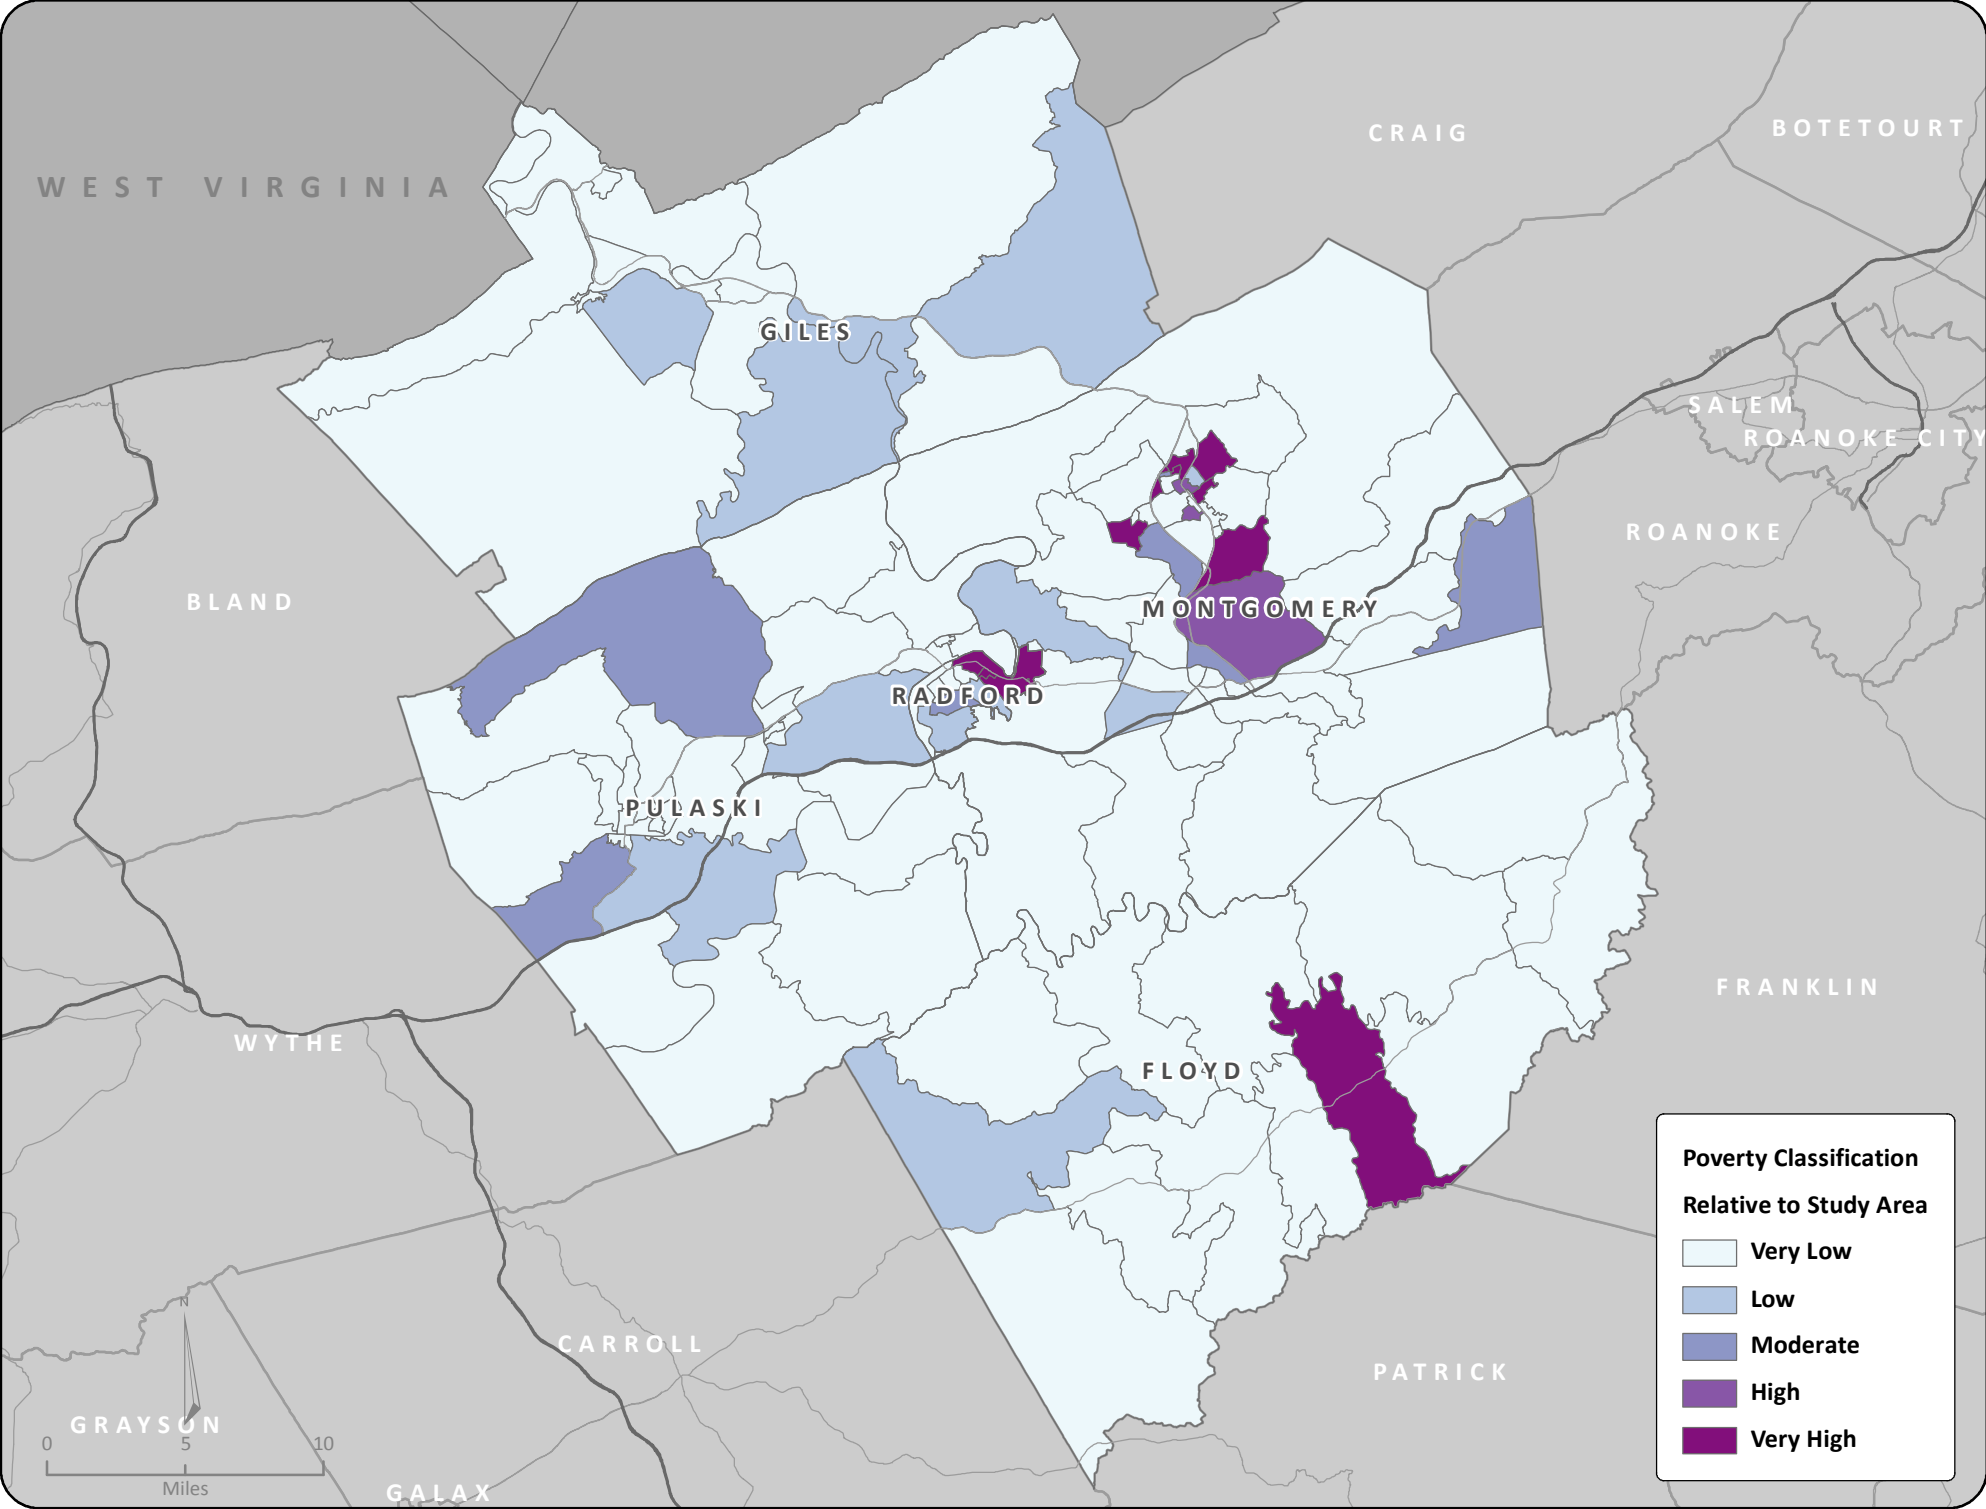 CRAIG
BOTETOURT
WEST VIRGINIA
GILES
SALEM
ROANOKE CITY
ROANOKE
BLAND
MONTGOMERY
RADFORD
PULASKI
FRANKLIN
WYTHE
FLOYD
Poverty Classification
Relative to Study Area
Very Low
Low
Moderate
High
Very High
N
CARROLL
PATRICK
GRAYSON
0 5 10
Miles
GALAX